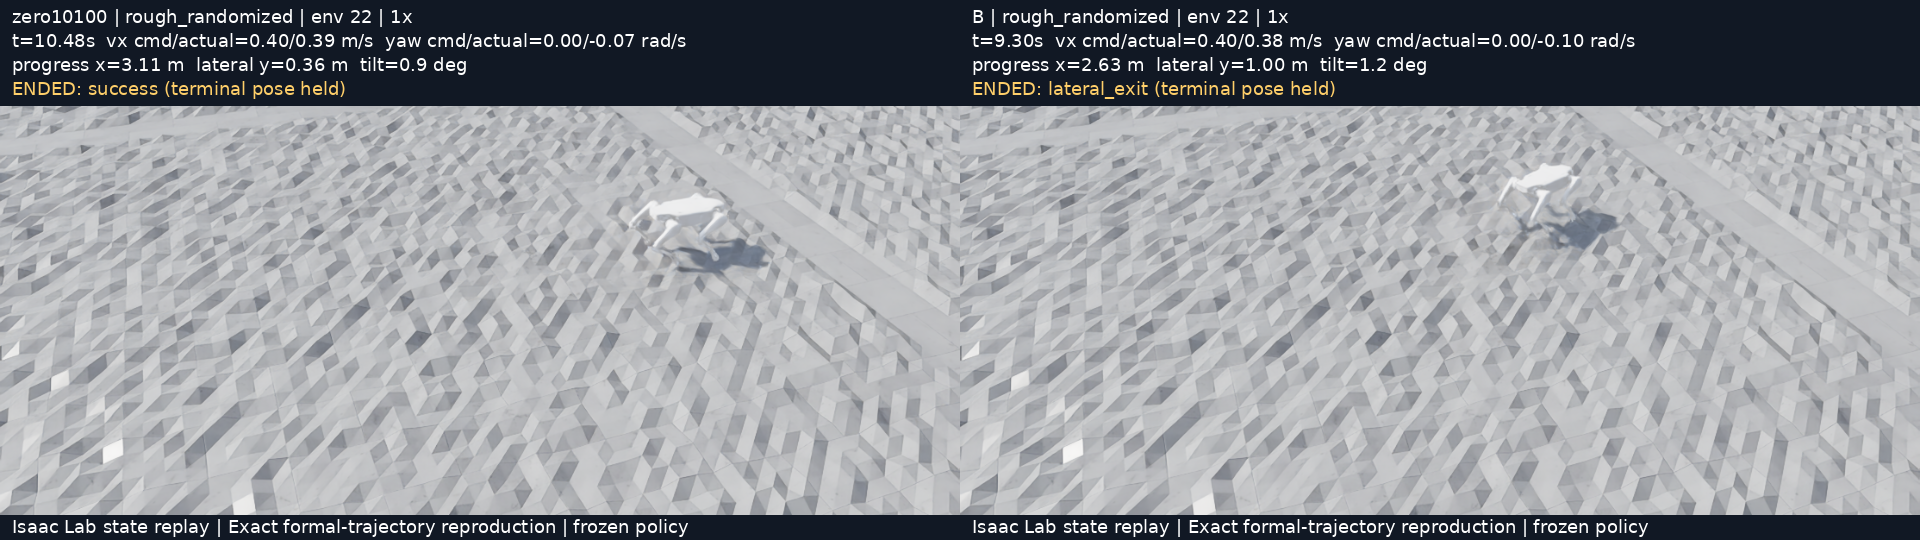 zero10100 | rough_randomized | env 22 | 1x
t=10.48s  vx cmd/actual=0.40/0.39 m/s  yaw cmd/actual=0.00/-0.07 rad/s
progress x=3.11 m  lateral y=0.36 m  tilt=0.9 deg
ENDED: success (terminal pose held)
Isaac Lab state replay | Exact formal-trajectory reproduction | frozen policy
B | rough_randomized | env 22 | 1x
t=9.30s  vx cmd/actual=0.40/0.38 m/s  yaw cmd/actual=0.00/-0.10 rad/s
progress x=2.63 m  lateral y=1.00 m  tilt=1.2 deg
ENDED: lateral_exit (terminal pose held)
Isaac Lab state replay | Exact formal-trajectory reproduction | frozen policy